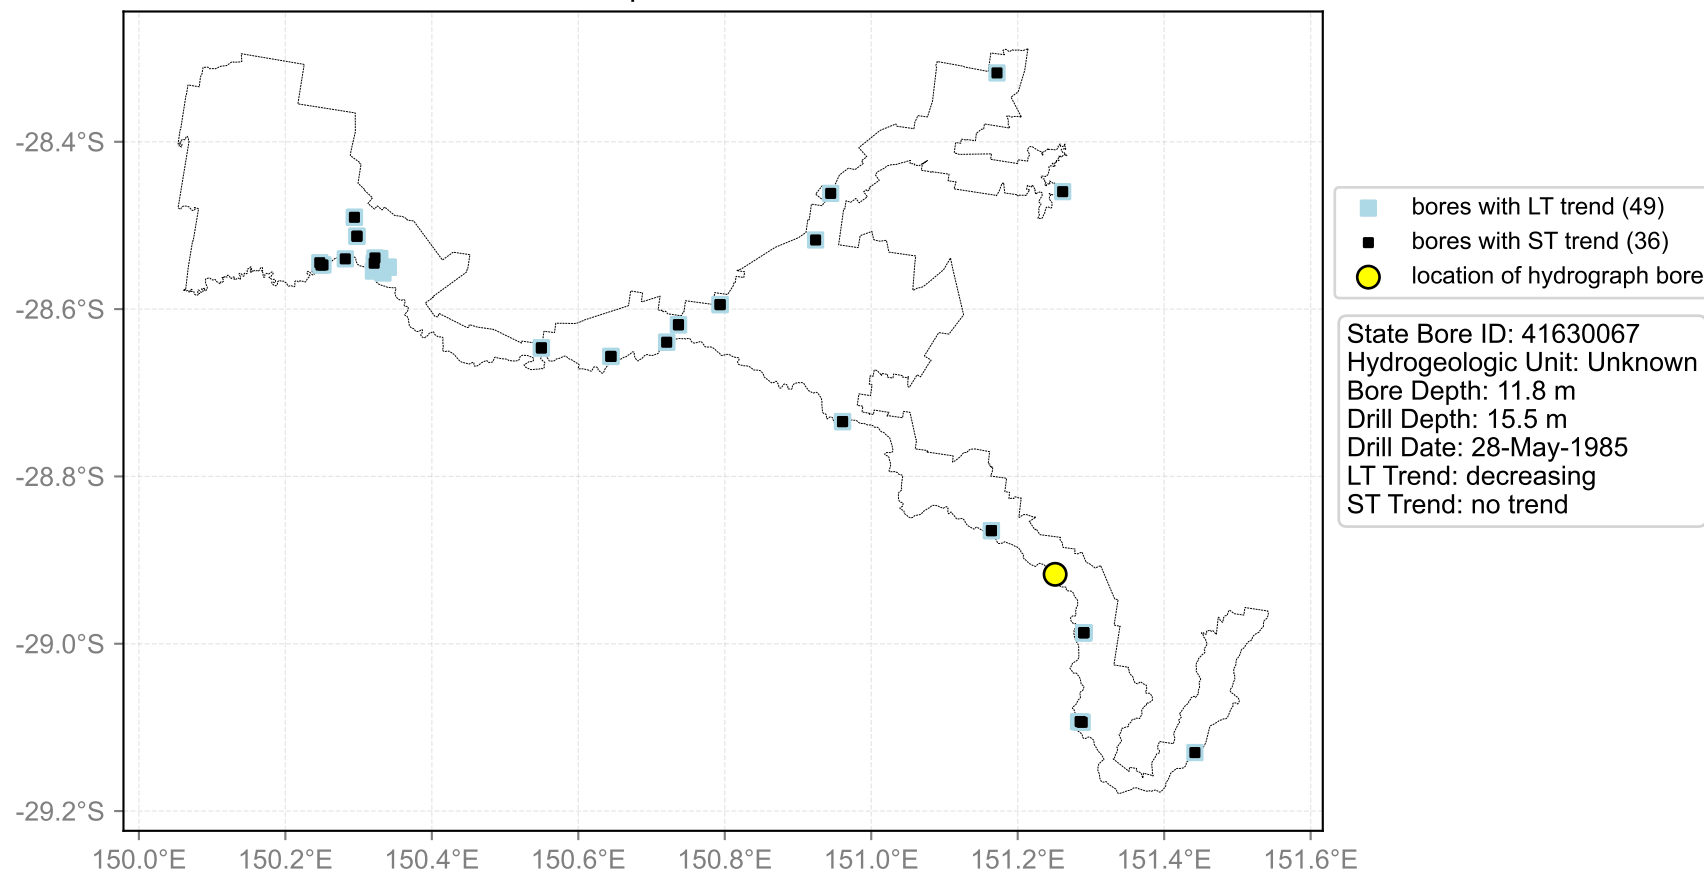 -28.4°S
-28.6°S
-28.8°S
-29.0°S
-29.2°S
150.0°E 150.2°E 150.4°E 150.6°E 150.8°E 151.0°E 151.2°E 151.4°E 151.6°E
bores with LT trend (49)
bores with ST trend (36)
location of hydrograph bore
State Bore ID: 41630067
Hydrogeologic Unit: Unknown
Bore Depth: 11.8 m
Drill Depth: 15.5 m
Drill Date: 28-May-1985
LT Trend: decreasing
ST Trend: no trend